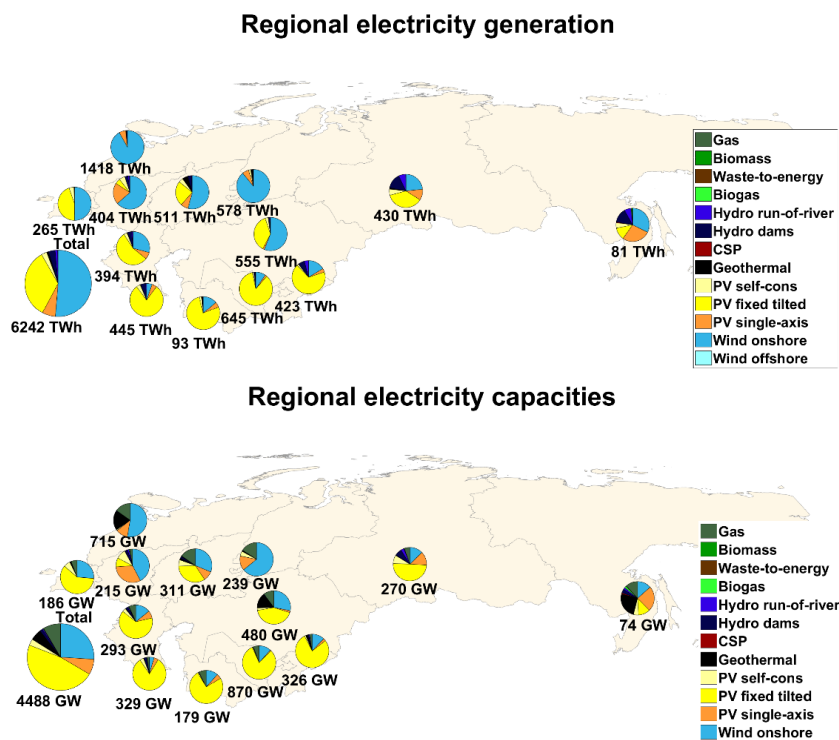 Regional electricity generation
1418 TWh
404 TWh
511 TWh
578 TWh
430 TWh
265 TWh
Total
394 TWh
555 TWh
81 TWh
6242 TWh
445 TWh
93 TWh
645 TWh
423 TWh
Gas
Biomass
Waste-to-energy
Biogas
Hydro run-of-river
Hydro dams
CSP
Geothermal
PV self-cons
PV fixed tilted
PV single-axis
Wind onshore
Wind offshore
Regional electricity capacities
715 GW
186 GW
215 GW
311 GW
239 GW
270 GW
Total
293 GW
480 GW
74 GW
4488 GW
329 GW
179 GW
870 GW
326 GW
Gas
Biomass
Waste-to-energy
Biogas
Hydro run-of-river
Hydro dams
CSP
Geothermal
PV self-cons
PV fixed tilted
PV single-axis
Wind onshore